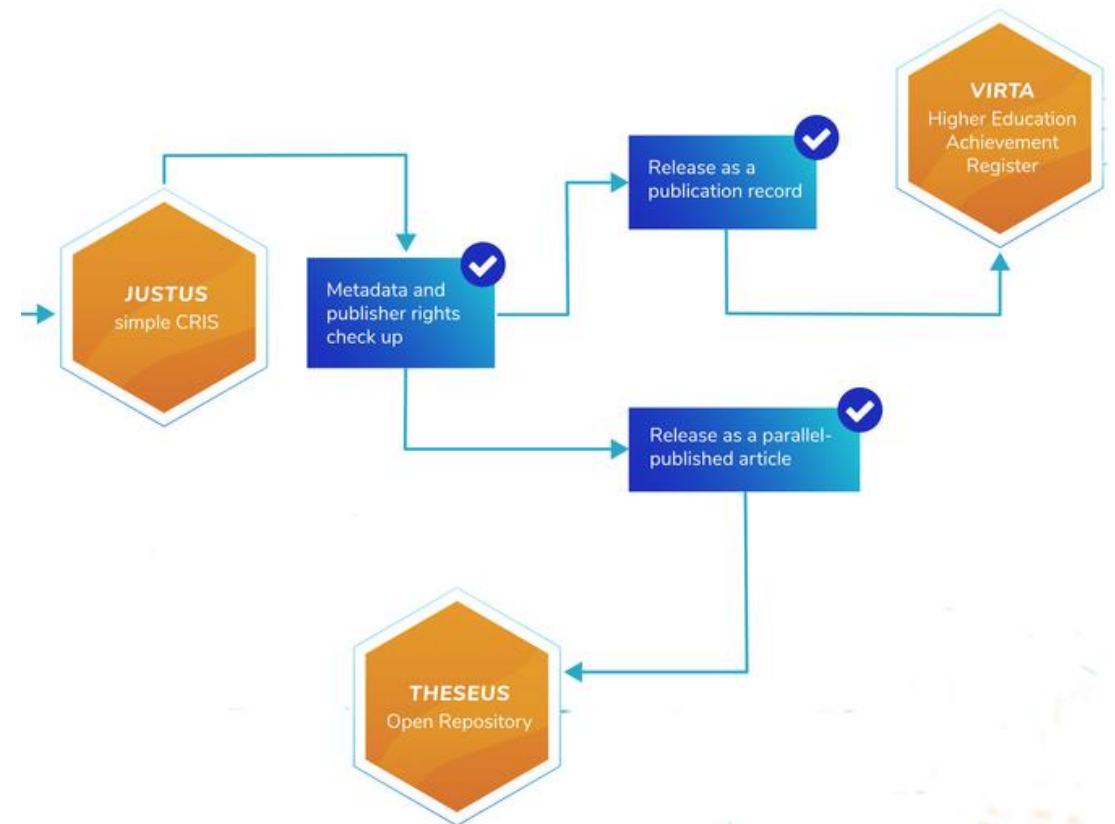 JUSTUS
simple CRIS
Metadata and
publisher rights
check up
Release as a
publication record
VIRTA
Higher Education
Achievement
Register
Release as a parallel-
published article
THESEUS
Open Repository